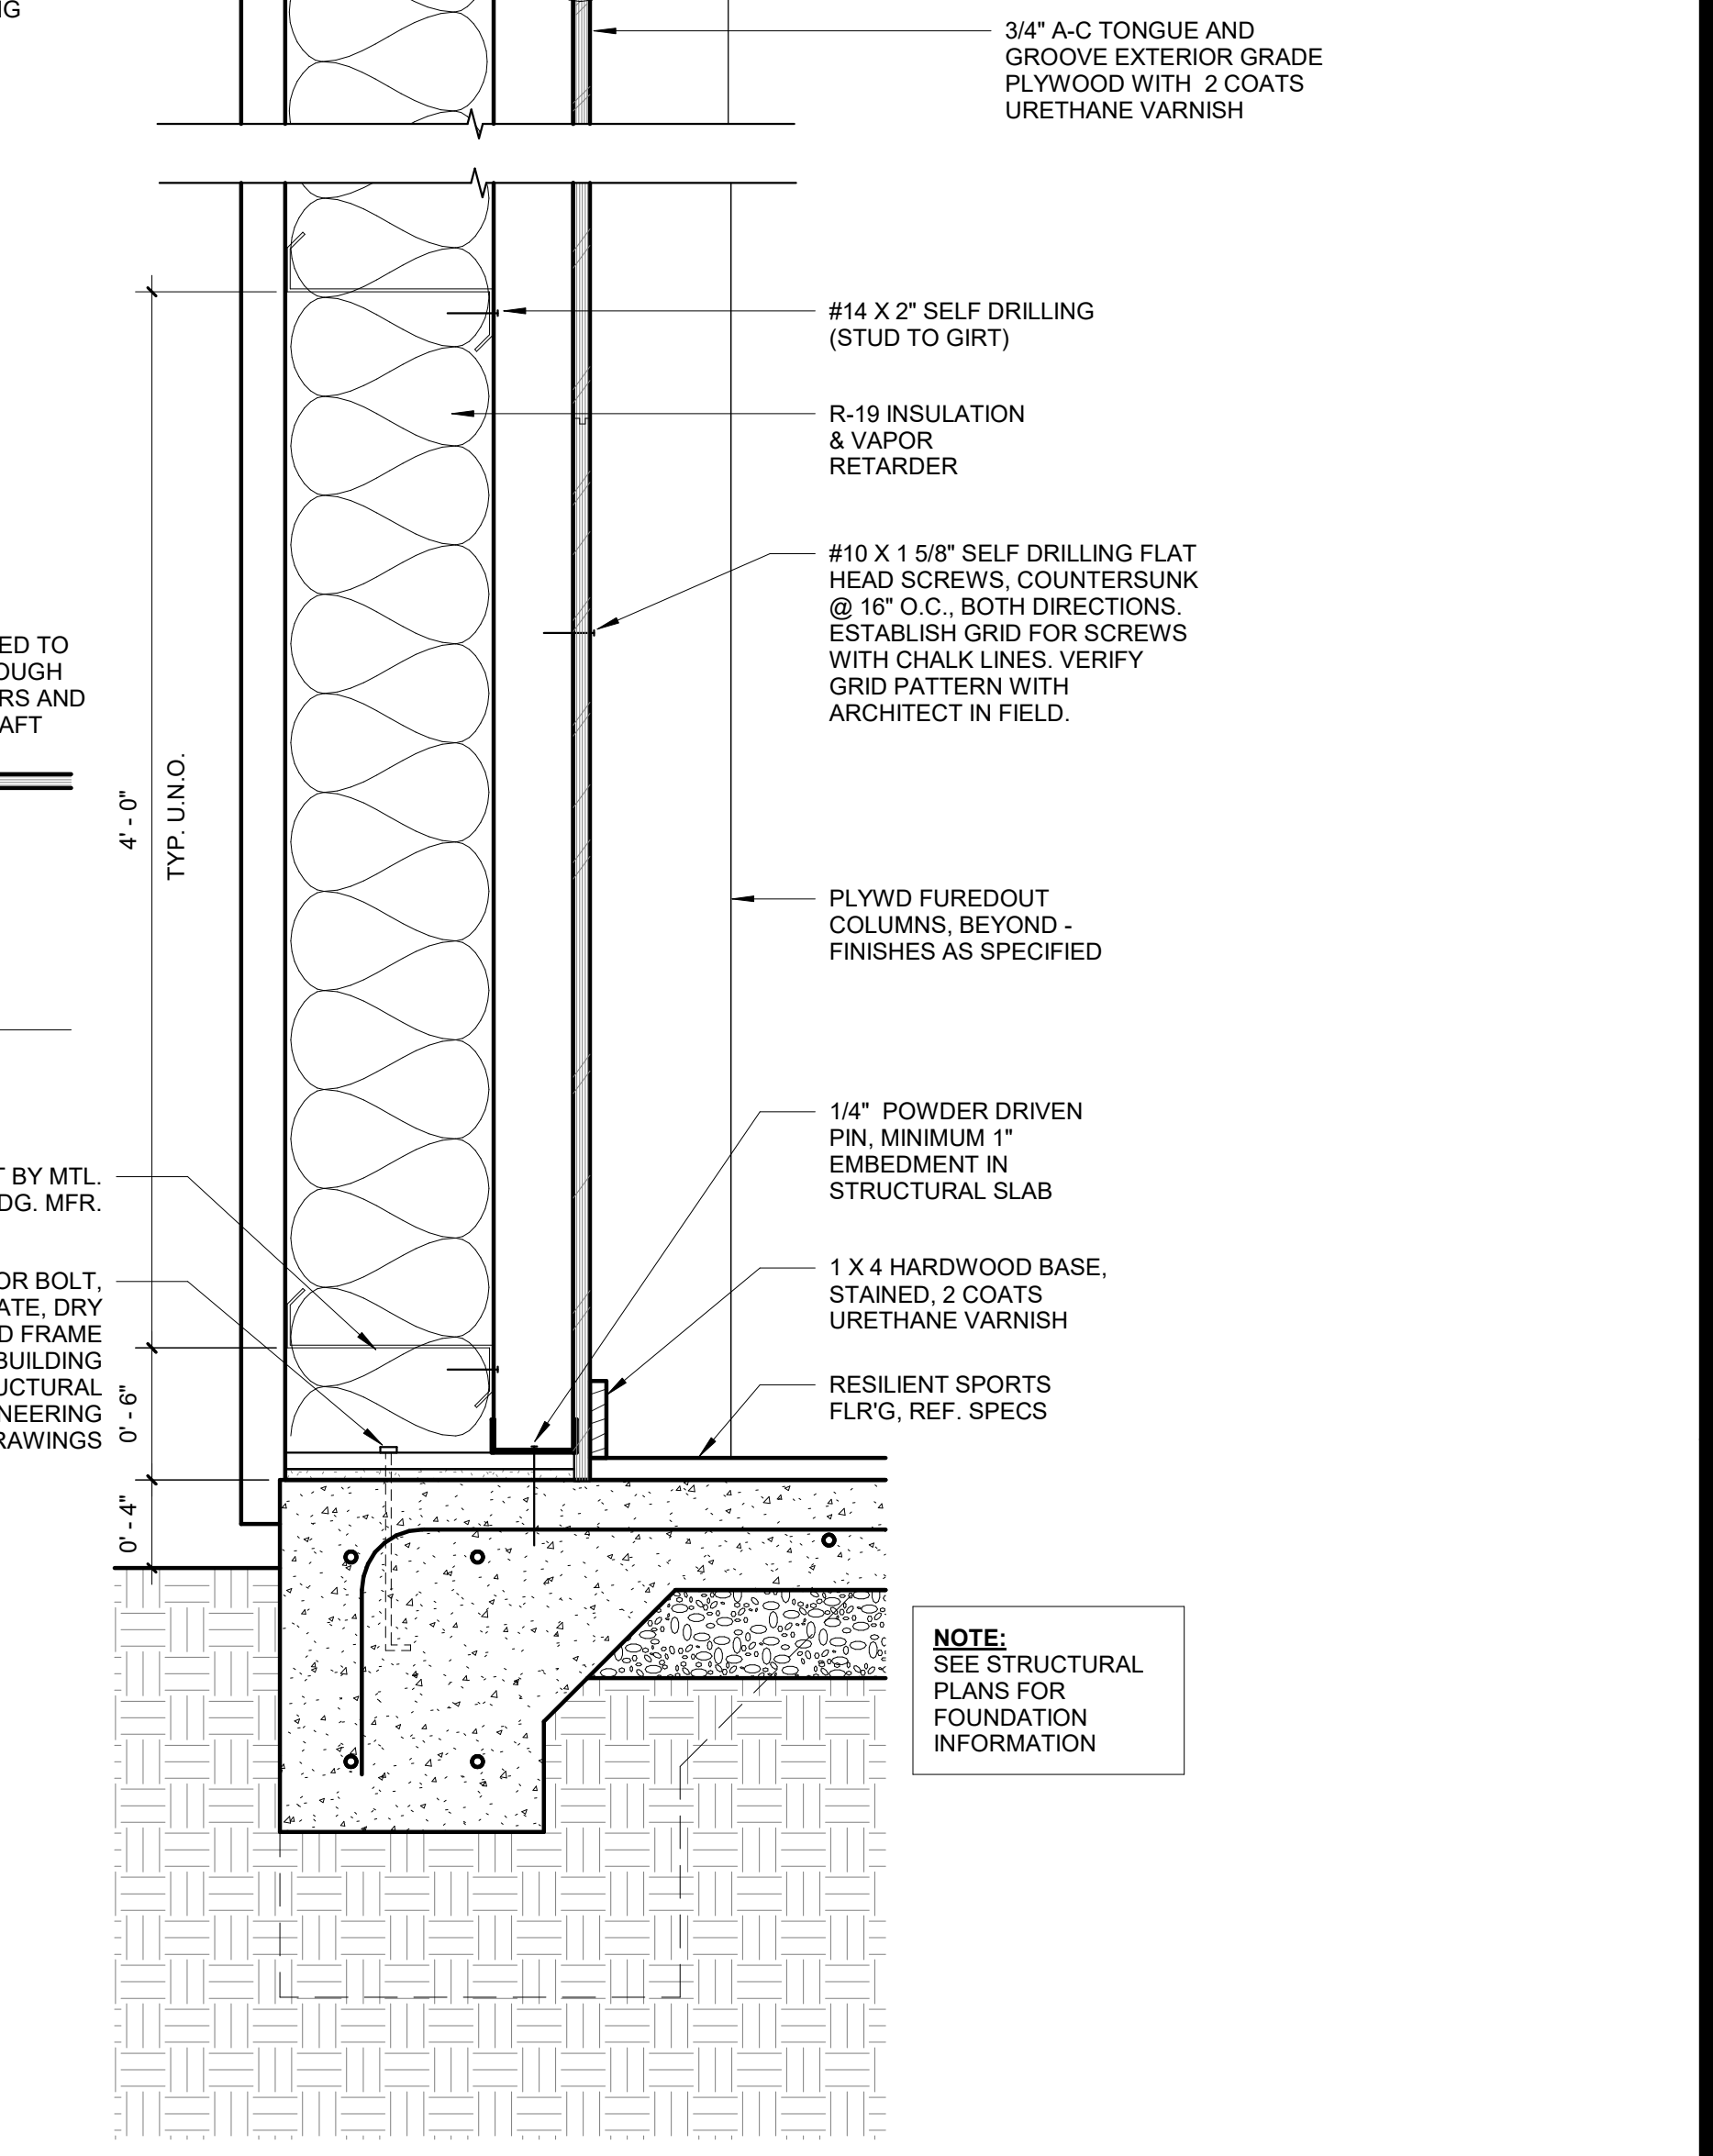 3/4" A-C TONGUE AND
GROOVE EXTERIOR GRADE
PLYWOOD WITH 2 COATS
URETHANE VARNISH
#14 X 2" SELF DRILLING
(STUD TO GIRT)
R-19 INSULATION
& VAPOR
RETARDER
#10 X 1 5/8" SELF DRILLING FLAT
HEAD SCREWS, COUNTERSUNK
@ 16" O.C., BOTH DIRECTIONS.
ESTABLISH GRID FOR SCREWS
WITH CHALK LINES. VERIFY
GRID PATTERN WITH
ARCHITECT IN FIELD.
ED TO
OUGH
RS AND
AFT
4' - 0"
TYP. U.N.O.
PLYWD FUREDOUT
COLUMNS, BEYOND -
FINISHES AS SPECIFIED
1/4" POWDER DRIVEN
PIN, MINIMUM 1"
EMBEDMENT IN
STRUCTURAL SLAB
T BY MTL.
DG. MFR.
OR BOLT,
ATE, DRY
D FRAME
BUILDING
UCTURAL
NEERING
RAWINGS
0' - 6"
0' - 4"
1 X 4 HARDWOOD BASE,
STAINED, 2 COATS
URETHANE VARNISH
RESILIENT SPORTS
FLR'G, REF. SPECS
NOTE:
SEE STRUCTURAL
PLANS FOR
FOUNDATION
INFORMATION